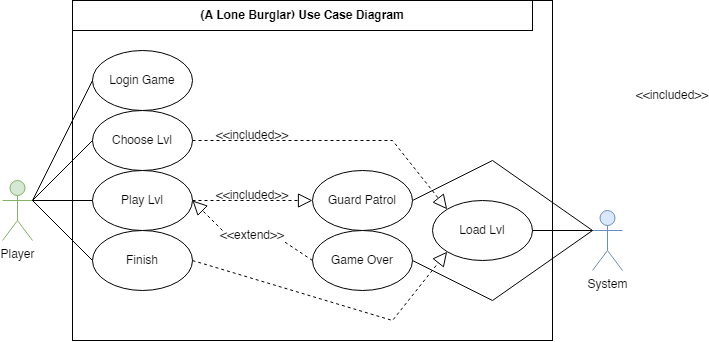 (A Lone Burglar) Use Case Diagram
Login Game
<<included>>
Choose Lvl
<<included>>
Play Lvl
<<included>>
Guard Patrol
Load Lvl
<<extend>>
Player
Finish
Game Over
System